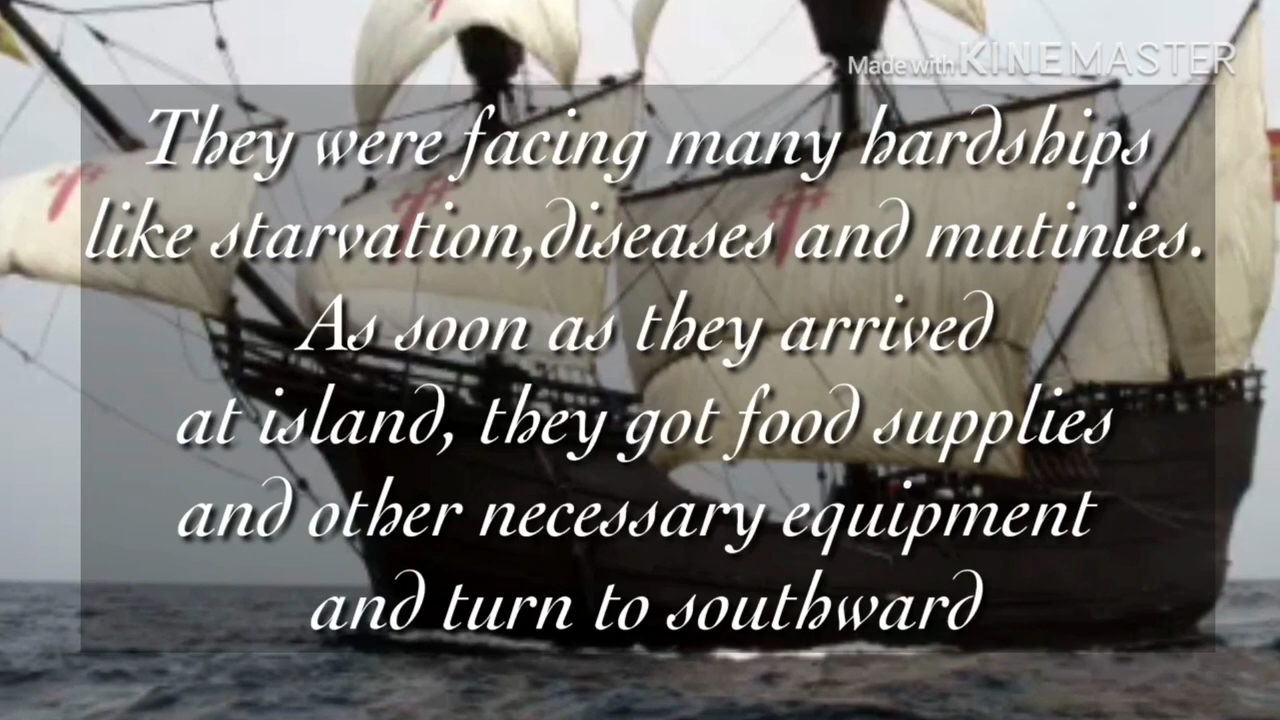 Made with KINEMASTER
They were facing many hardships
like starvation,diseases and mutinies.
As soon as they arrived
at island, they got food supplies
and other necessary equipment
and turn to southward